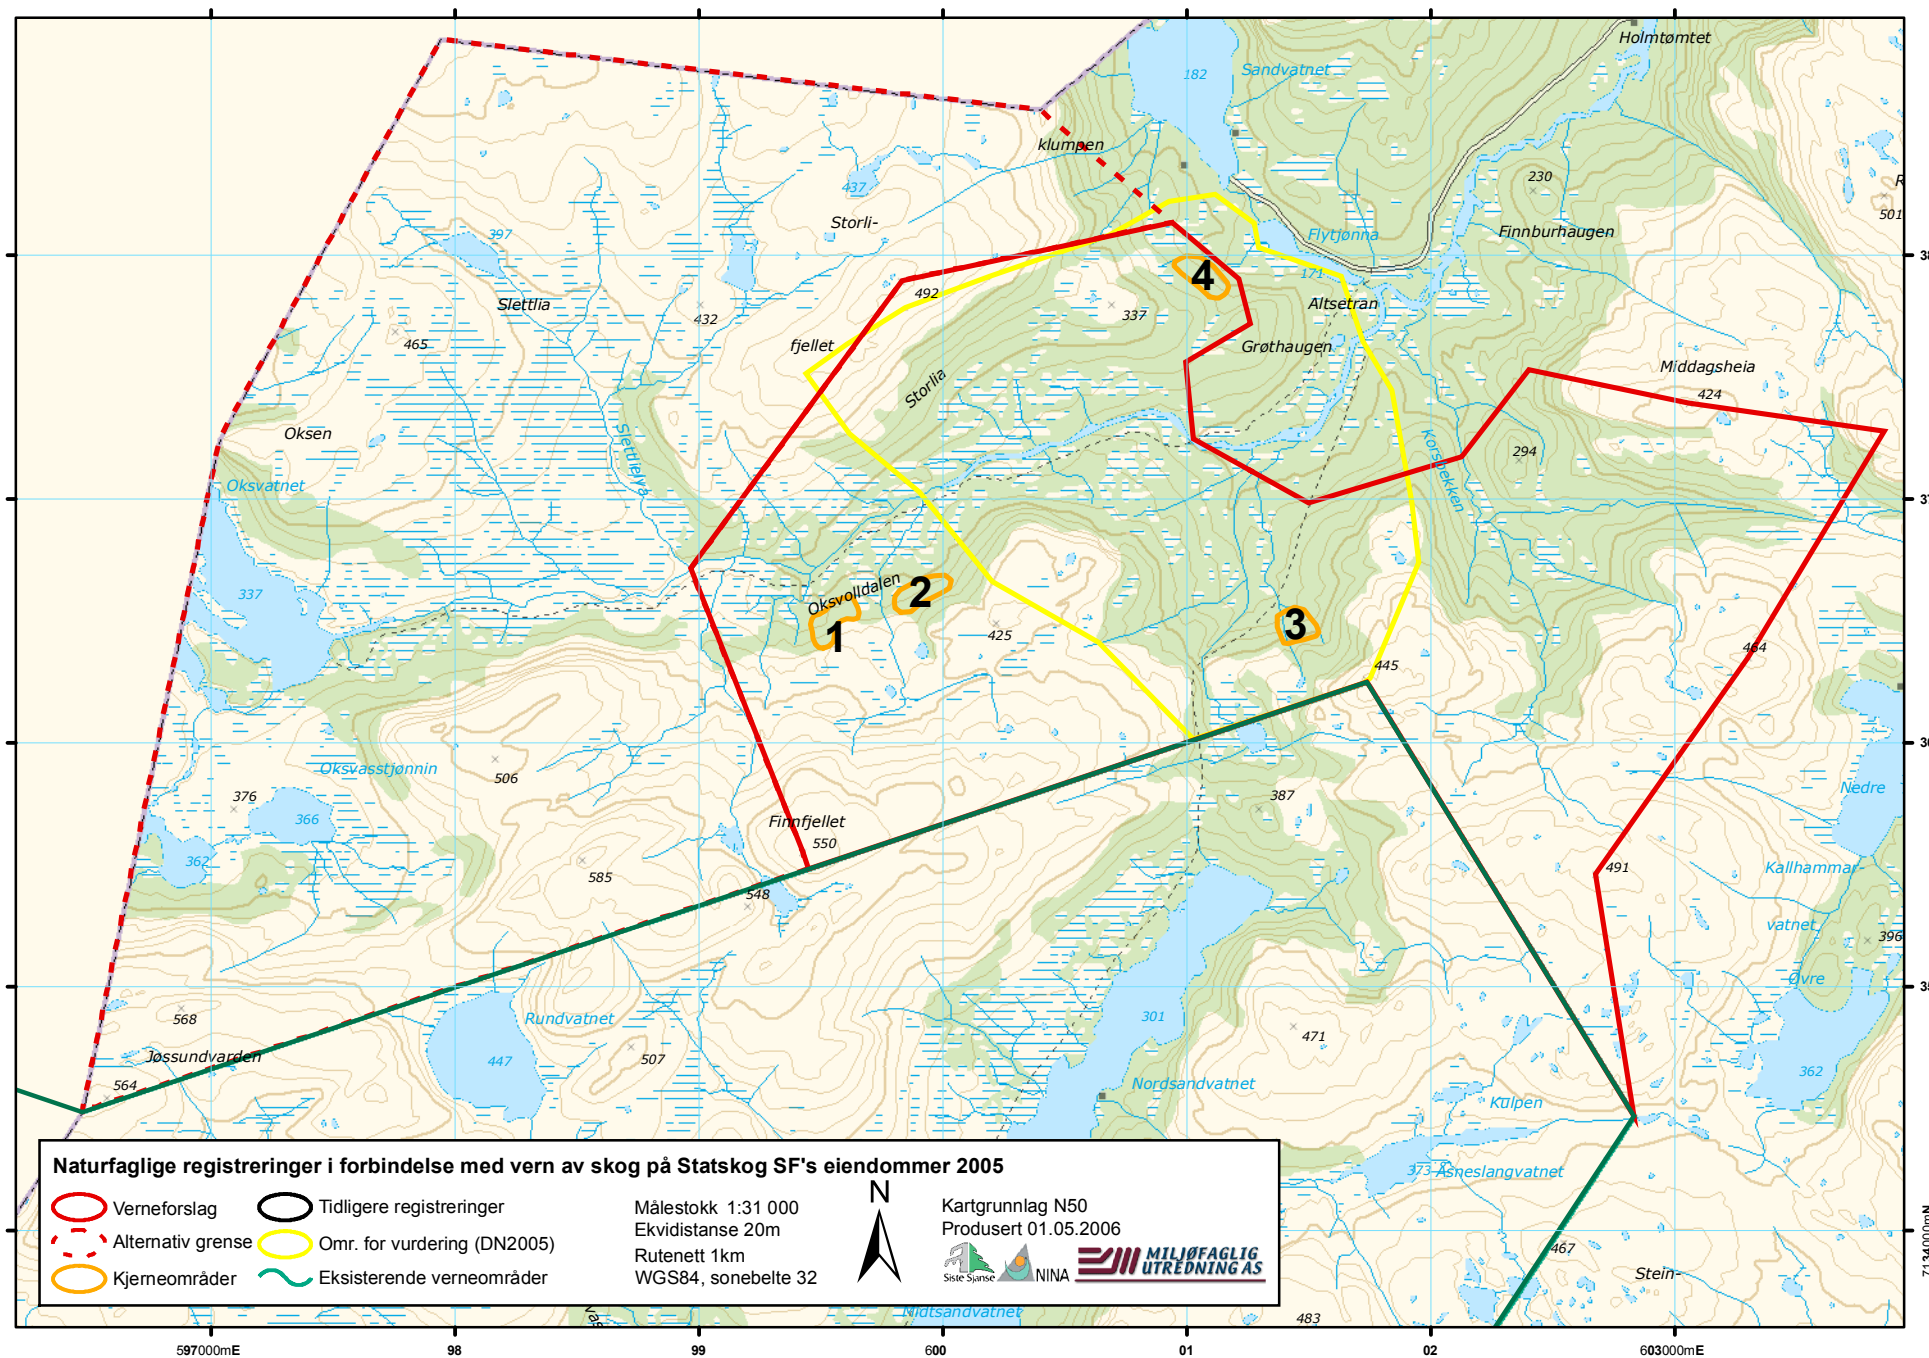 Holmtømtet
182
Sandvatnet
klumpen
230
501
437
Storli-
Flytjønna
Finnburhaugen
397
171
Slettlia
492
432
337
4
Altsetran
465
fjellet
Grøthaugen
Middagsheia
424
Storlia
Oksen
Slettlielva
Korsbekken
294
Oksvatnet
337
Oksvolldalen
2
1
425
3
464
445
506
Oksvasstjønnin
376
366
387
Nedre
Finnfjellet
550
362
585
548
491
Kallhammar-
vatnet
396
Øvre
568
Rundvatnet
301
471
Jøssundvarden
447
507
564
Nordsandvatnet
362
Kulpen
373
Åsneslangvatnet
467
Stein-
483
Midtsandvatnet
Naturfaglige registreringer i forbindelse med vern av skog på Statskog SF's eiendommer 2005
Verneforslag
Alternativ grense
Kjerneområder
Tidligere registreringer
Omr. for vurdering (DN2005)
Eksisterende verneområder
Målestokk 1:31 000
Ekvidistanse 20m
Rutenett 1km
WGS84, sonebelte 32
N
Kartgrunnlag N50
Produsert 01.05.2006
Siste Sjanse
NINA
MILJØFAGLIG
UTREDNING AS
597000mE
98
99
600
01
02
603000mE
7134000mN